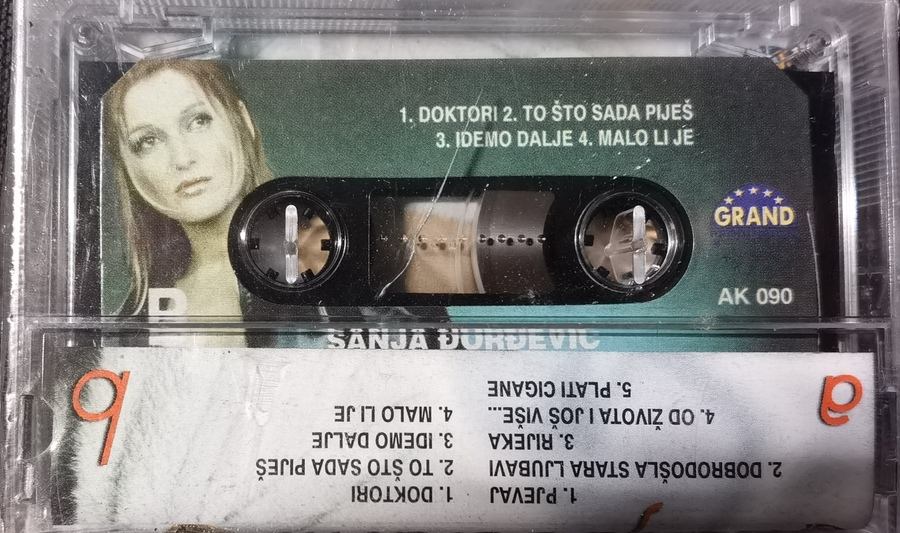 1. DOKTORI 2. TO ŠTO SADA PIJEŠ
3. IDEMO DALJE 4. MALO LI JE
GRAND
AK 090
B
SANJA ĐORĐEVIĆ
a
1. PJEVAJ
2. DOBRODOŠLA STARA LJUBAVI
3. RIJEKA
4. OD ŽIVOTA I JOŠ VIŠE...
5. PLATI CIGANE
b
1. DOKTORI
2. TO ŠTO SADA PIJEŠ
3. IDEMO DALJE
4. MALO LI JE